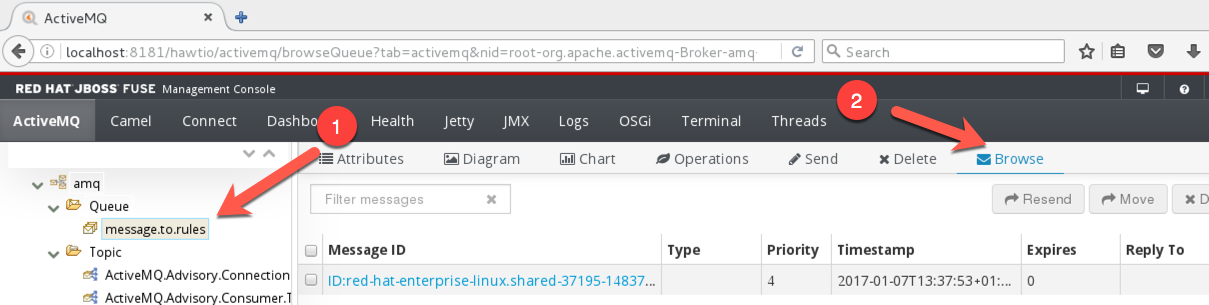 ActiveMQ
localhost:8181/hawtio/activemq/browseQueue?tab=activemq&nid=root-org.apache.activemq-Broker-amq-
Search
RED HAT JBOSS FUSE Management Console
ActiveMQ Camel Connect Dashbo Health Jetty JMX Logs OSGi Terminal Threads
1
2
Attributes Diagram Chart Operations Send Delete Browse
amq
Queue
message.to.rules
Topic
ActiveMQ.Advisory.Connection
ActiveMQ.Advisory.Consumer.T
Filter messages
Resend Move D
Message ID Type Priority Timestamp Expires Reply To
ID:red-hat-enterprise-linux.shared-37195-14837... 4 2017-01-07T13:37:53+01:... 0